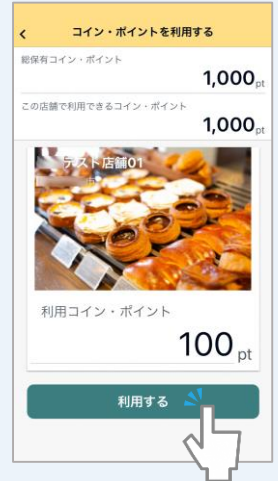 コイン・ポイントを利用する
総保有コイン・ポイント
1,000pt
この店舗で利用できるコイン・ポイント
1,000pt
テスト店舗01
利用コイン・ポイント
100pt
利用する